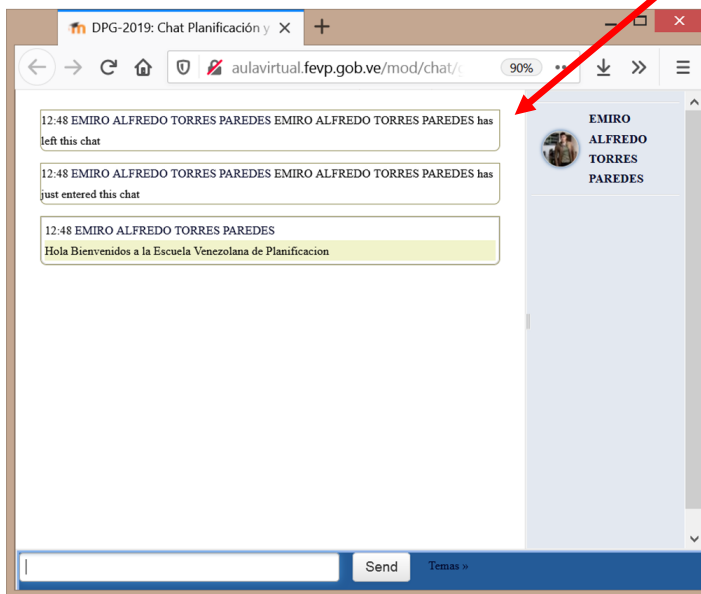 DPG-2019: Chat Planificación y
aulavirtual.fevp.gob.ve/mod/chat/
90%
12:48 EMIRO ALFREDO TORRES PAREDES EMIRO ALFREDO TORRES PAREDES has
left this chat
12:48 EMIRO ALFREDO TORRES PAREDES EMIRO ALFREDO TORRES PAREDES has
just entered this chat
12:48 EMIRO ALFREDO TORRES PAREDES
Hola Bienvenidos a la Escuela Venezolana de Planificacion
EMIRO
ALFREDO
TORRES
PAREDES
Send
Temas »